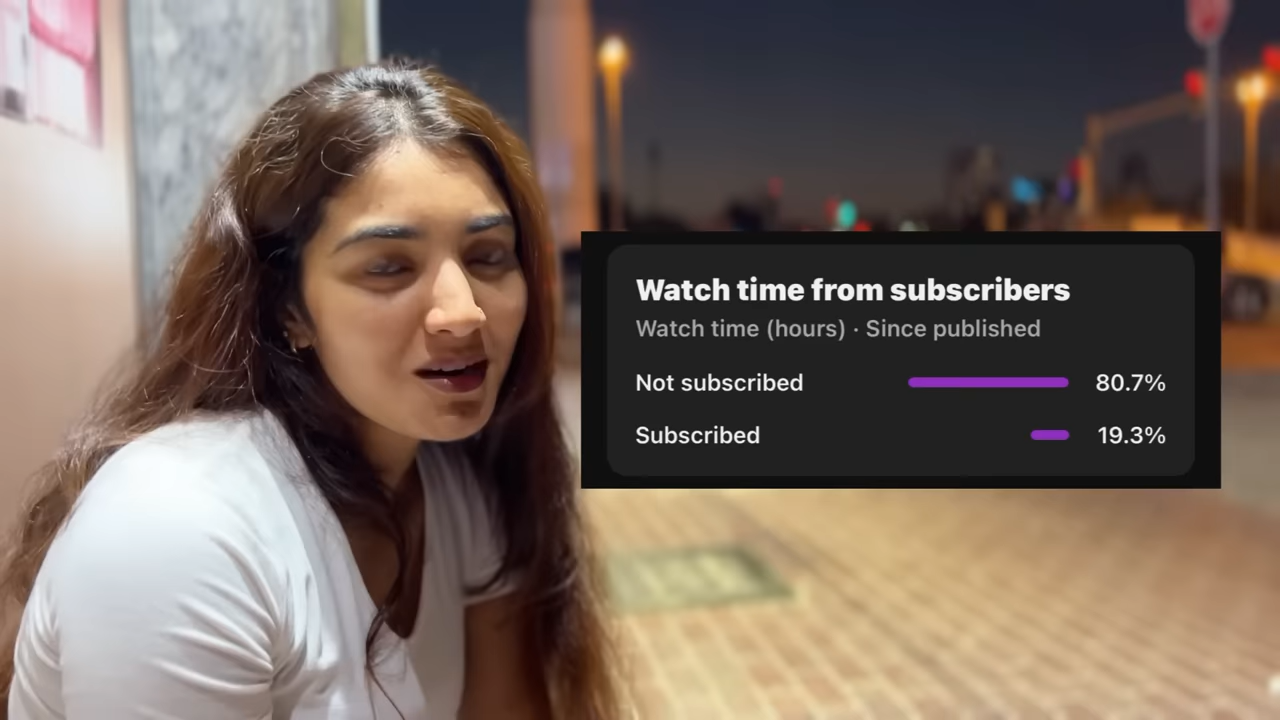 Watch time from subscribers
Watch time (hours) · Since published
Not subscribed 80.7%
Subscribed 19.3%